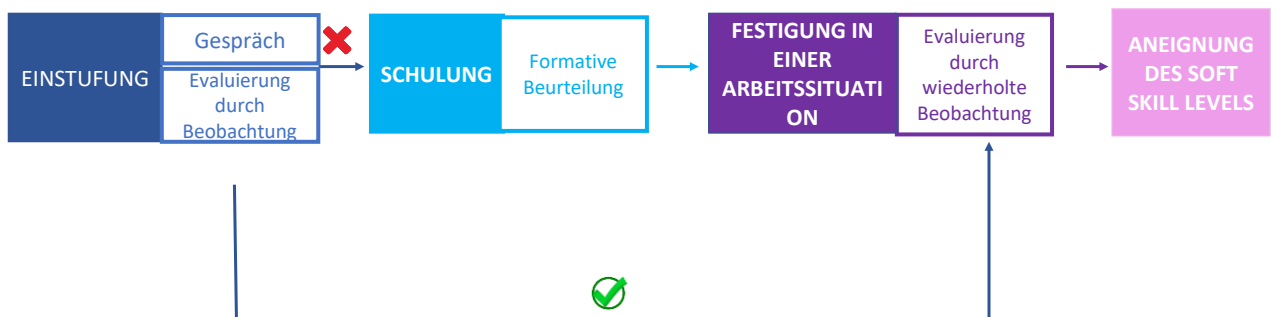 EINSTUFUNG
Gespräch
Evaluierung
durch
Beobachtung
SCHULUNG
Formative
Beurteilung
FESTIGUNG IN
EINER
ARBEITSSITUATI
ON
Evaluierung
durch
wiederholte
Beobachtung
ANEIGNUNG
DES SOFT
SKILL LEVELS